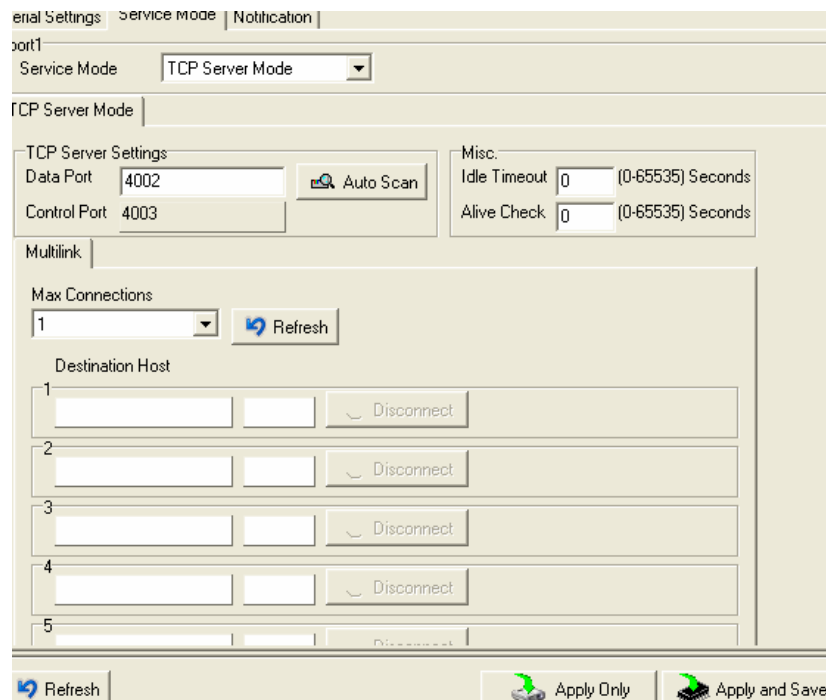 erial Settings Service Mode Notification
port1
Service Mode TCP Server Mode
TCP Server Mode
TCP Server Settings Misc.
Data Port 4002 Auto Scan Idle Timeout 0 (0-65535) Seconds
Control Port 4003 Alive Check 0 (0-65535) Seconds
Multilink
Max Connections
1 Refresh
Destination Host
1
Disconnect
2
Disconnect
3
Disconnect
4
Disconnect
5
Disconnect
Refresh Apply Only Apply and Save